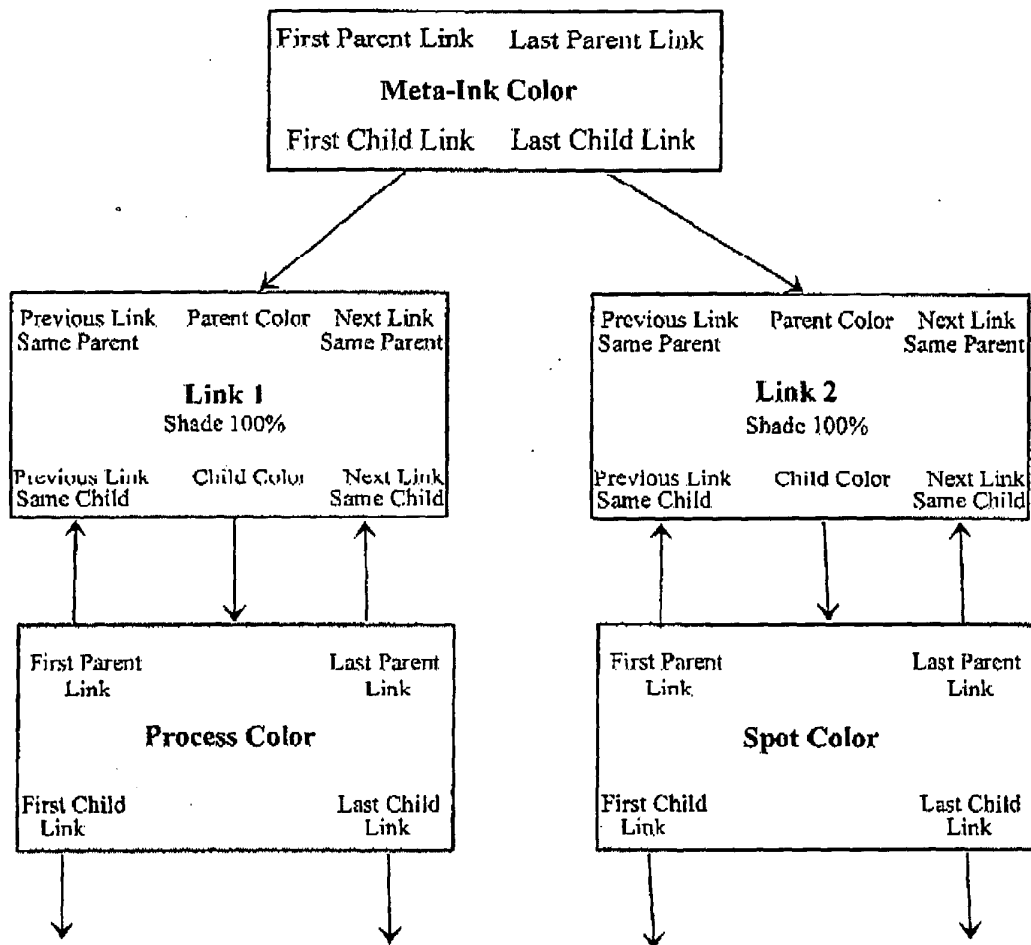 First Parent Link Last Parent Link
Meta-Ink Color
First Child Link Last Child Link
Previous Link Parent Color Next Link
Same Parent Same Parent
Link 1
Shade 100%
Previous Link Child Color Next Link
Same Child Same Child
Previous Link Parent Color Next Link
Same Parent Same Parent
Link 2
Shade 100%
Previous Link Child Color Next Link
Same Child Same Child
First Parent Last Parent
Link Link
Process Color
First Child Last Child
Link Link
First Parent Last Parent
Link Link
Spot Color
First Child Last Child
Link Link